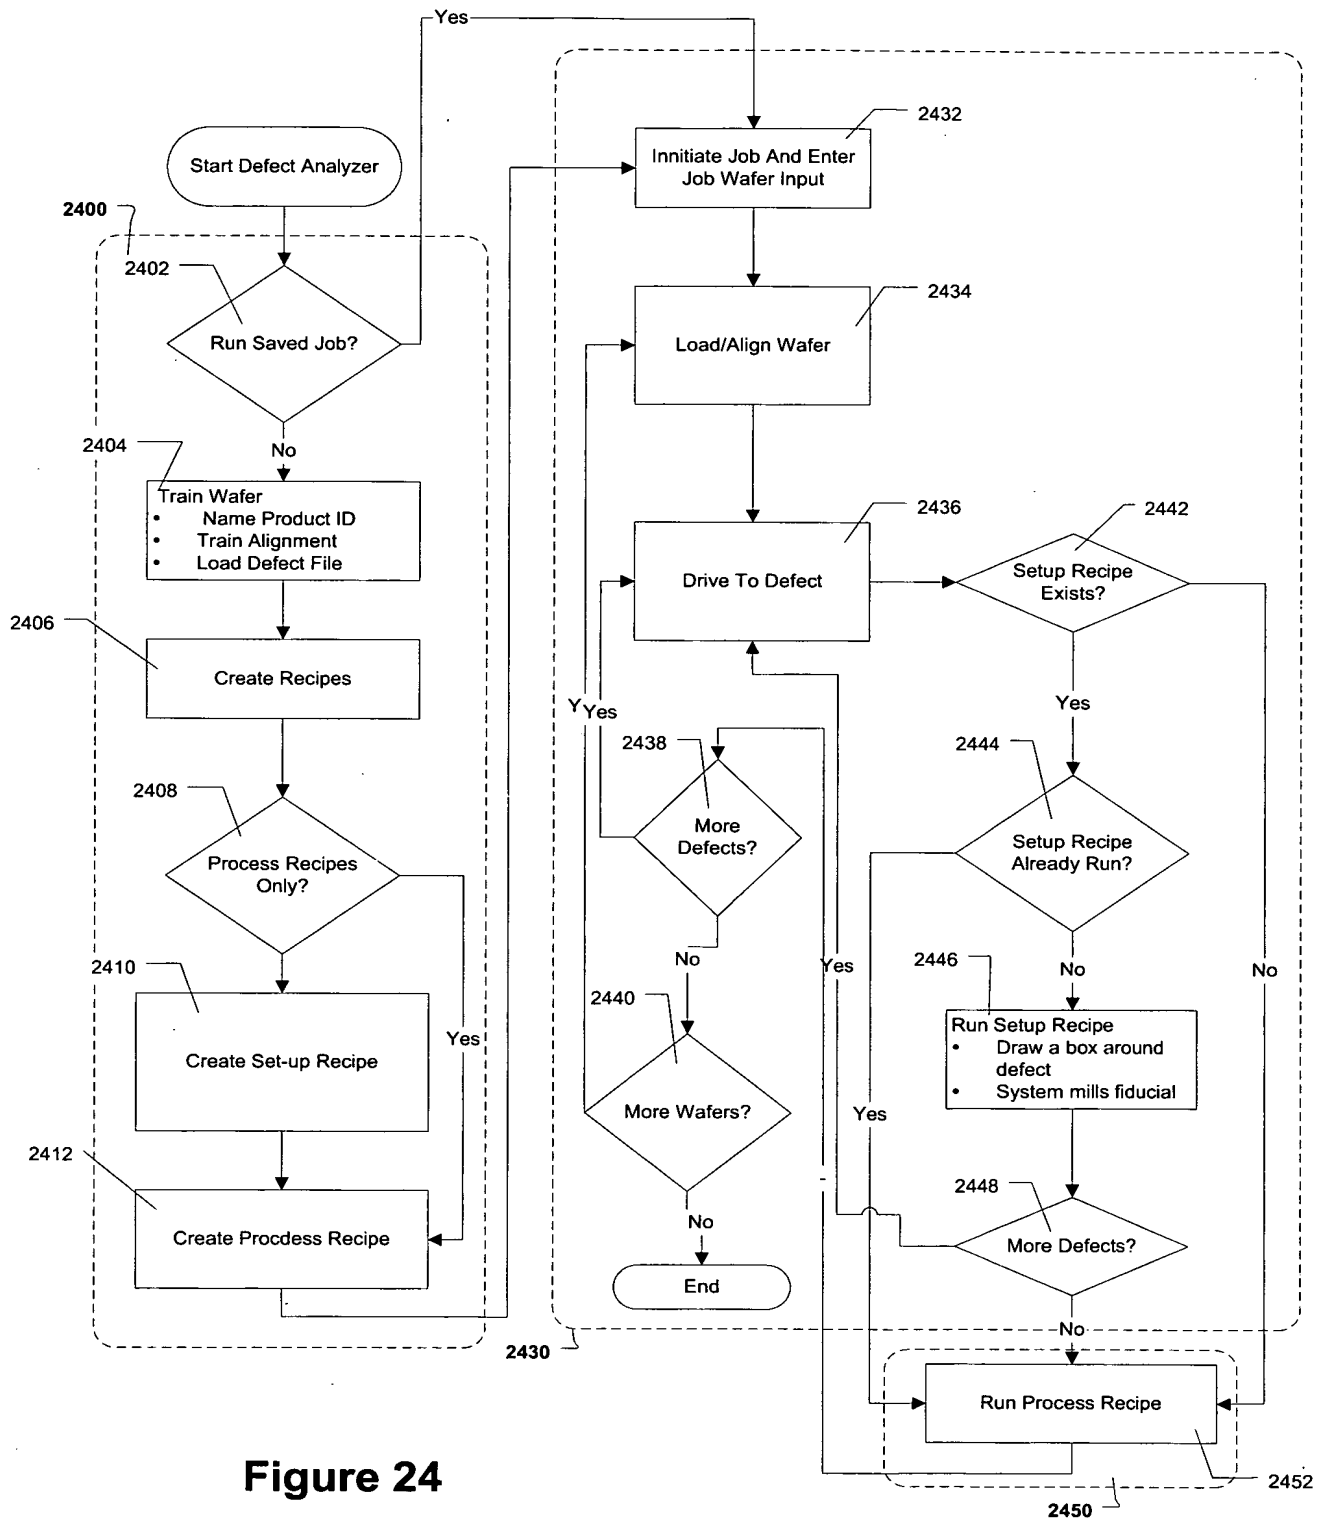 Yes
2432
Innitiate Job And Enter
Job Wafer Input
Start Defect Analyzer
2400
2402
Run Saved Job?
2434
Load/Align Wafer
No
2404
Train Wafer
• Name Product ID
• Train Alignment
• Load Defect File
2436
Drive To Defect
2442
Setup Recipe
Exists?
2406
Create Recipes
Y
Yes
Yes
2438
More
Defects?
2444
Setup Recipe
Already Run?
2408
Process Recipes
Only?
No
Yes
No
No
2410
Create Set-up Recipe
Yes
2440
More Wafers?
2446
Run Setup Recipe
• Draw a box around
defect
• System mills fiducial
Yes
2412
Create Procdess Recipe
No
End
2448
More Defects?
No
2430
Run Process Recipe
2452
2450
Figure 24